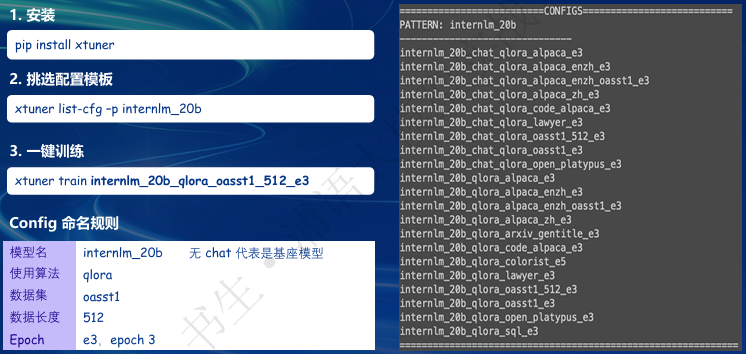 1. 安装
pip install xtuner
2. 挑选配置模板
xtuner list-cfg -p internlm_20b
3. 一键训练
xtuner train internlm_20b_qlora_oasst1_512_e3
Config 命名规则
模型名 internlm_20b 无 chat 代表是基座模型
使用算法 qlora
数据集 oasst1
数据长度 512
Epoch e3, epoch 3
=========================CONFIGS===========================
PATTERN: internlm_20b
-------------------------------
internlm_20b_chat_qlora_alpaca_e3
internlm_20b_chat_qlora_alpaca_enzh_e3
internlm_20b_chat_qlora_alpaca_enzh_oasst1_e3
internlm_20b_chat_qlora_alpaca_zh_e3
internlm_20b_chat_qlora_code_alpaca_e3
internlm_20b_chat_qlora_lawyer_e3
internlm_20b_chat_qlora_oasst1_512_e3
internlm_20b_chat_qlora_oasst1_e3
internlm_20b_chat_qlora_open_platypus_e3
internlm_20b_qlora_alpaca_e3
internlm_20b_qlora_alpaca_enzh_e3
internlm_20b_qlora_alpaca_enzh_oasst1_e3
internlm_20b_qlora_alpaca_zh_e3
internlm_20b_qlora_arxiv_gentitle_e3
internlm_20b_qlora_code_alpaca_e3
internlm_20b_qlora_colorist_e5
internlm_20b_qlora_lawyer_e3
internlm_20b_qlora_oasst1_512_e3
internlm_20b_qlora_oasst1_e3
internlm_20b_qlora_open_platypus_e3
internlm_20b_qlora_sql_e3
=============================================================
书生